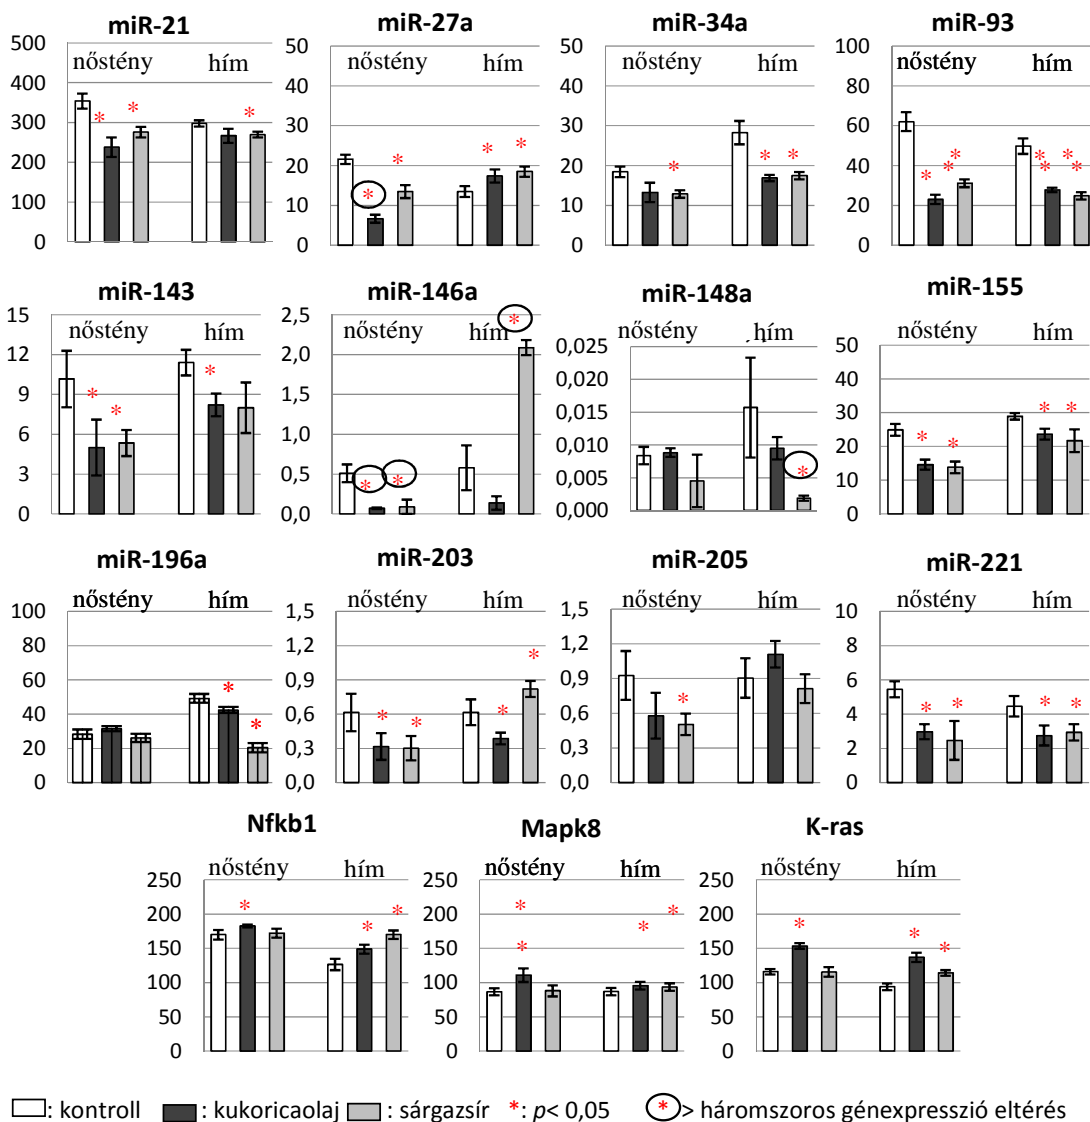 miR-21 miR-27a miR-34a miR-93
500 400 300 200 100 0
nőstény hím
* * *
50 40 30 20 10 0
nőstény hím
* * * *
50 40 30 20 10 0
nőstény hím
* * *
100 80 60 40 20 0
nőstény hím
* * * * * * *
miR-143 miR-146a miR-148a miR-155
15 12 9 6 3 0
nőstény hím
* * *
2,5 2,0 1,5 1,0 0,5 0,0
nőstény hím
* * *
0,025 0,020 0,015 0,010 0,005 0,000
nőstény hím
*
50 40 30 20 10 0
nőstény hím
* * * *
miR-196a miR-203 miR-205 miR-221
100 80 60 40 20 0
nőstény hím
* *
1,5 1,2 0,9 0,6 0,3 0,0
nőstény hím
* * * *
1,5 1,2 0,9 0,6 0,3 0,0
nőstény hím
*
10 8 6 4 2 0
nőstény hím
* * * *
Nfkb1 Mapk8 K-ras
250 200 150 100 50 0
nőstény hím
* * *
250 200 150 100 50 0
nőstény hím
* * * *
250 200 150 100 50 0
nőstény hím
* * *
: kontroll : kukoricaolaj : sárgazsír *: p< 0,05 * > háromszoros génexpresszió eltérés